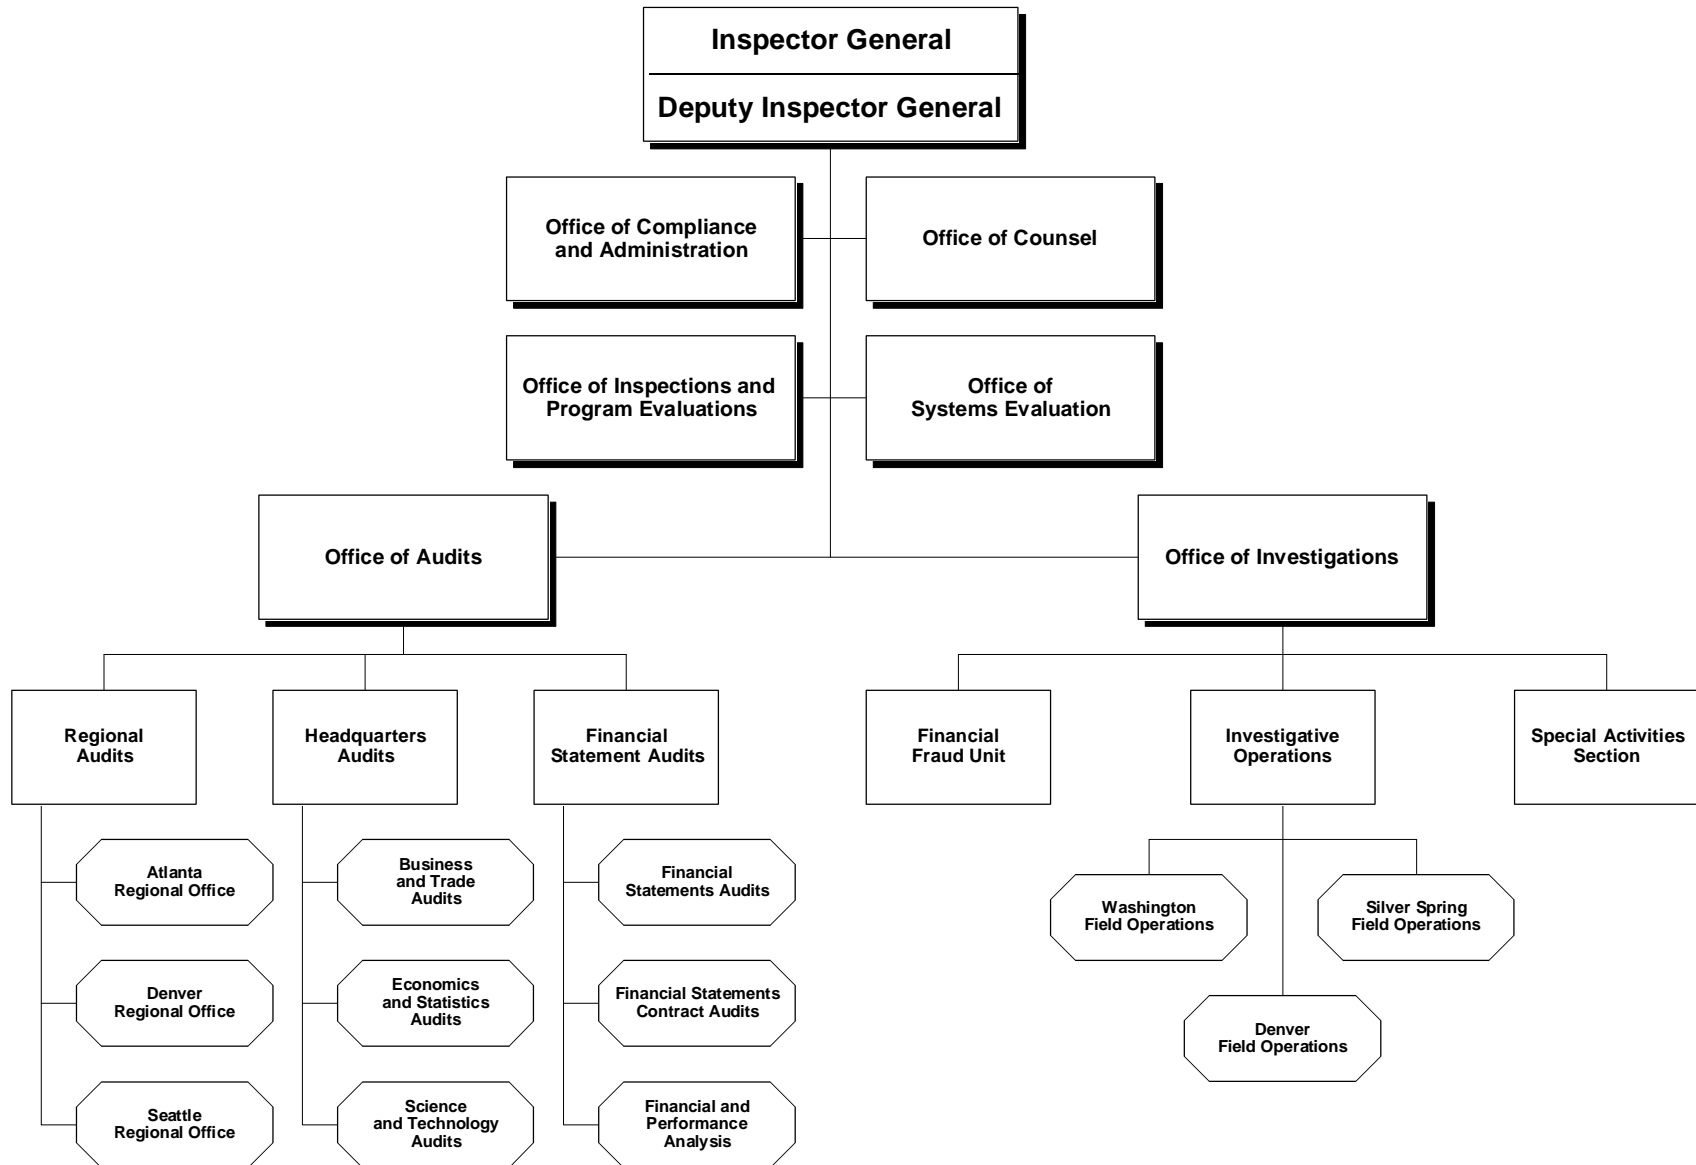 Inspector General
Deputy Inspector General
Office of Compliance
and Administration
Office of Counsel
Office of Inspections and
Program Evaluations
Office of
Systems Evaluation
Office of Audits
Office of Investigations
Regional
Audits
Headquarters
Audits
Financial
Statement Audits
Financial
Fraud Unit
Investigative
Operations
Special Activities
Section
Atlanta
Regional Office
Business
and Trade
Audits
Financial
Statements Audits
Washington
Field Operations
Silver Spring
Field Operations
Denver
Regional Office
Economics
and Statistics
Audits
Financial Statements
Contract Audits
Denver
Field Operations
Seattle
Regional Office
Science
and Technology
Audits
Financial and
Performance
Analysis